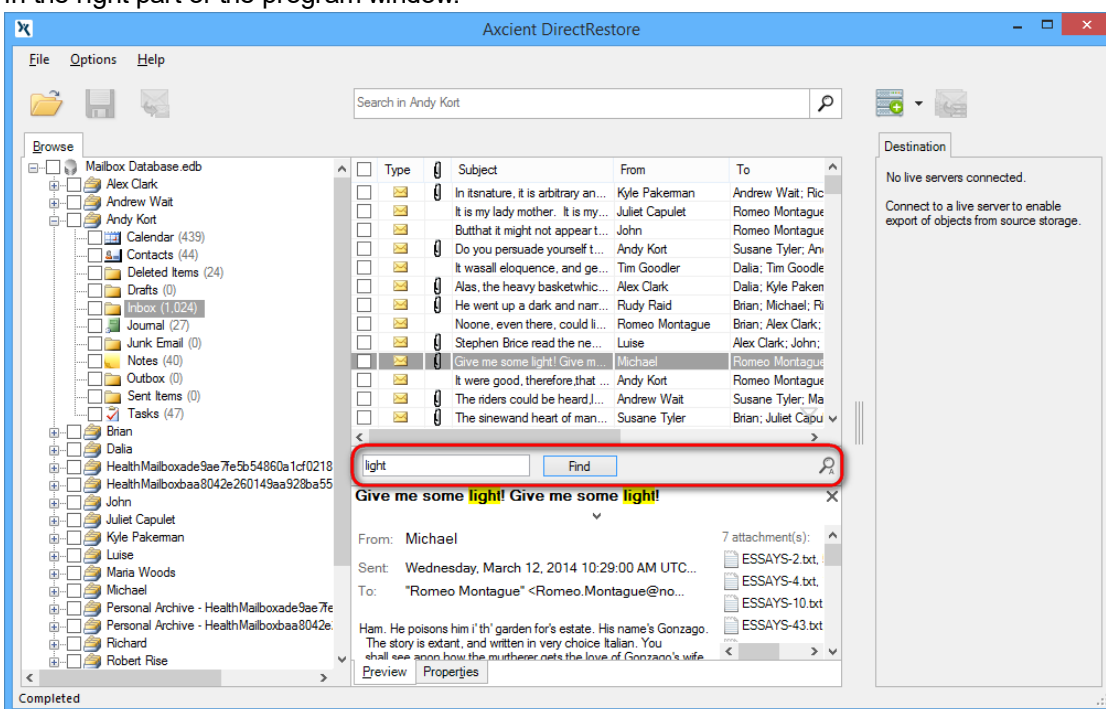 in the right part of the program window.
Axcient DirectRestore
File Options Help
Search in Andy Kort
Browse
Mailbox Database.edb
Alex Clark
Andrew Wait
Andy Kort
Calendar (439)
Contacts (44)
Deleted Items (24)
Drafts (0)
Inbox (1,024)
Journal (27)
Junk Email (0)
Notes (40)
Outbox (0)
Sent Items (0)
Tasks (47)
Brian
Dalia
HealthMailboxade9ae7fe5b54860a1cf0218
HealthMailboxbaa8042e260149aa928ba55
John
Juliet Capulet
Kyle Pakerman
Luise
Maria Woods
Michael
Personal Archive - HealthMailboxade9ae7fe
Personal Archive - HealthMailboxbaa8042e
Richard
Robert Rise
Type Subject From To
In itsnature, it is arbitrary an... Kyle Pakerman Andrew Wait; Ric
It is my lady mother. It is my... Juliet Capulet Romeo Montague
Butthat it might not appear t... John Romeo Montague
Do you persuade yourself t... Andy Kort Susane Tyler; An
It wasall eloquence, and ge... Tim Goodler Dalia; Tim Goodle
Alas, the heavy basketwhic... Alex Clark Dalia; Kyle Paker
He went up a dark and narr... Rudy Raid Brian; Michael; Ri
Noone, even there, could li... Romeo Montague Brian; Alex Clark;
Stephen Brice read the ne... Luise Alex Clark; John;
Give me some light! Give m... Michael Romeo Montague
It were good, therefore,that ... Andy Kort Romeo Montague
The riders could be heard,l... Andrew Wait Susane Tyler; Ma
The sinewand heart of man... Susane Tyler Brian; Juliet Capu
light Find
Give me some light! Give me some light!
From: Michael
Sent: Wednesday, March 12, 2014 10:29:00 AM UTC...
To: "Romeo Montague" <Romeo.Montague@no...
7 attachment(s):
ESSAYS-2.txt,
ESSAYS-4.txt,
ESSAYS-10.txt
ESSAYS-43.txt
Ham. He poisons him i' th' garden for's estate. His name's Gonzago.
The story is extant, and written in very choice Italian. You
shall see anon how the murtherer gets the love of Gonzago's wife.
Preview Properties
Destination
No live servers connected.
Connect to a live server to enable
export of objects from source storage.
Completed